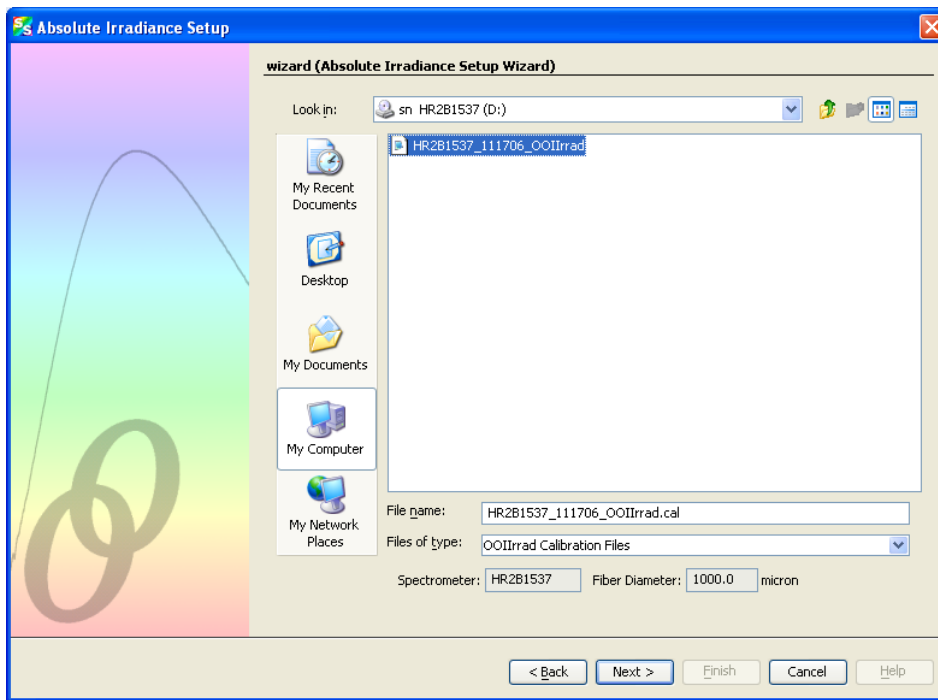 Absolute Irradiance Setup
wizard (Absolute Irradiance Setup Wizard)
Look in:
sn HR2B1537 (D:)
HR2B1537_111706_OOIIrrad
My Recent
Documents
Desktop
My Documents
My Computer
My Network
Places
File name:
HR2B1537_111706_OOIIrrad.cal
Files of type:
OOIIrrad Calibration Files
Spectrometer: HR2B1537 Fiber Diameter: 1000.0 micron
< Back Next > Finish Cancel Help